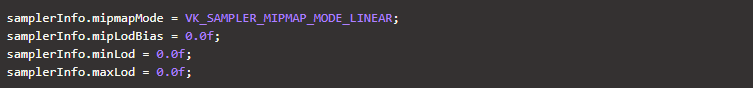 samplerInfo.mipmapMode = VK_SAMPLER_MIPMAP_MODE_LINEAR;
samplerInfo.mipLodBias = 0.0f;
samplerInfo.minLod = 0.0f;
samplerInfo.maxLod = 0.0f;